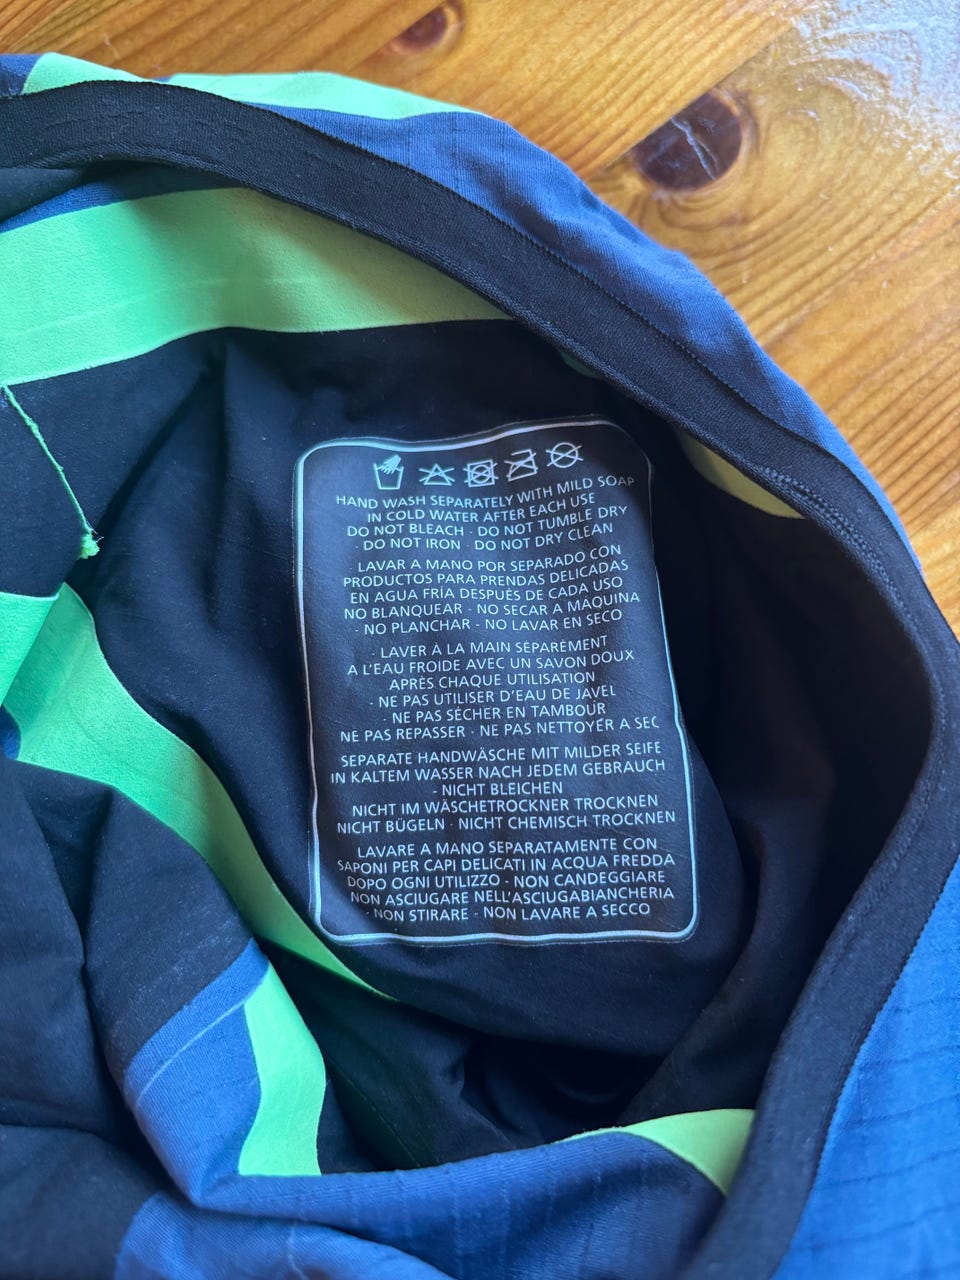 HAND WASH SEPARATELY WITH MILD SOAP
IN COLD WATER AFTER EACH USE
DO NOT BLEACH · DO NOT TUMBLE DRY
· DO NOT IRON · DO NOT DRY CLEAN
LAVAR A MANO POR SEPARADO CON
PRODUCTOS PARA PRENDAS DELICADAS
EN AGUA FRÍA DESPUÉS DE CADA USO
NO BLANQUEAR · NO SECAR A MÁQUINA
· NO PLANCHAR · NO LAVAR EN SECO
· LAVER À LA MAIN SÉPARÉMENT
A L'EAU FROIDE AVEC UN SAVON DOUX
APRÈS CHAQUE UTILISATION
· NE PAS UTILISER D'EAU DE JAVEL
· NE PAS SÉCHER EN TAMBOUR
NE PAS REPASSER · NE PAS NETTOYER A SEC
SEPARATE HANDWÄSCHE MIT MILDER SEIFE
IN KALTEM WASSER NACH JEDEM GEBRAUCH
· NICHT BLEICHEN
NICHT IM WÄSCHETROCKNER TROCKNEN
NICHT BÜGELN · NICHT CHEMISCH TROCKNEN
LAVARE A MANO SEPARATAMENTE CON
SAPONI PER CAPI DELICATI IN ACQUA FREDDA
DOPO OGNI UTILIZZO · NON CANDEGGIARE
NON ASCIUGARE NELL'ASCIUGABIANCHERIA
· NON STIRARE · NON LAVARE A SECCO